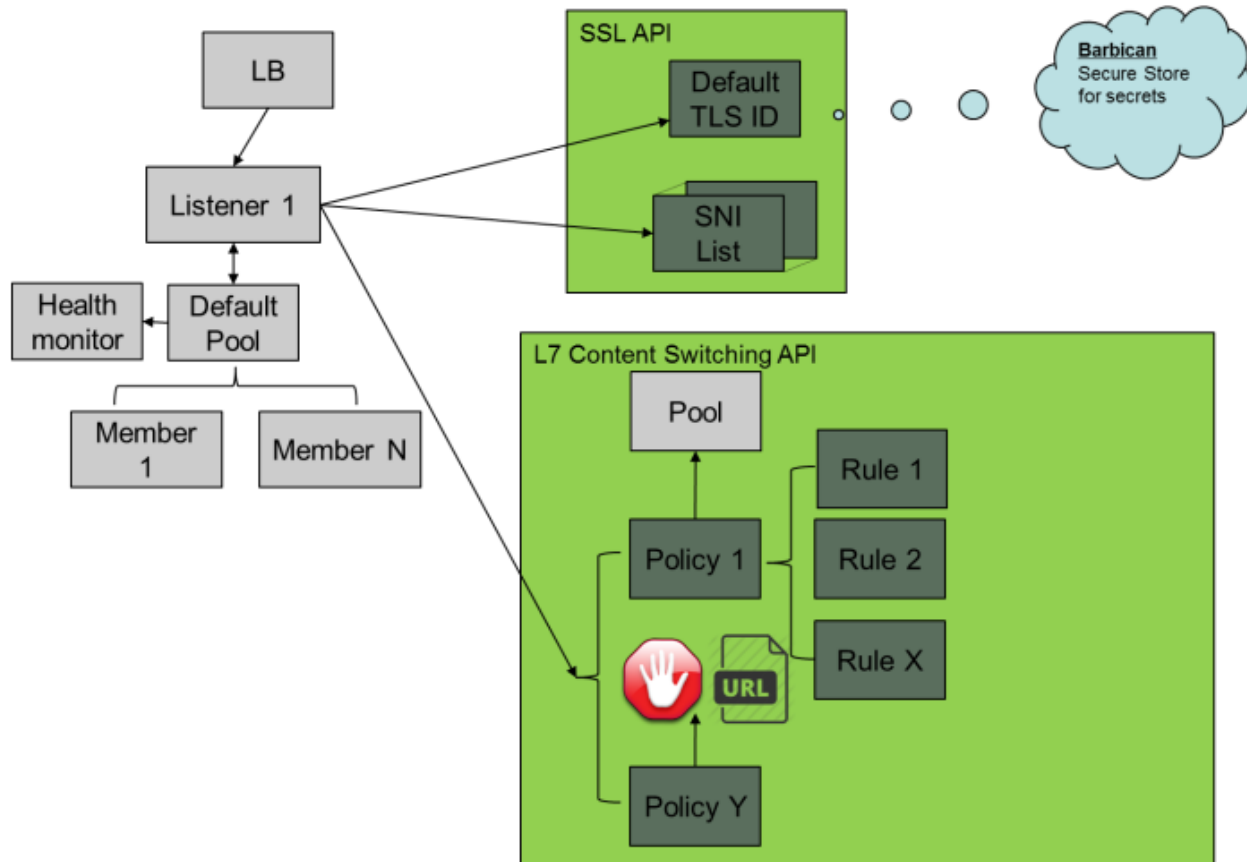 LB
Listener 1
Health
monitor
Default
Pool
Member
1
Member N
SSL API
Default
TLS ID
SNI
List
Barbican
Secure Store
for secrets
L7 Content Switching API
Pool
Policy 1
Rule 1
Rule 2
Rule X
URL
Policy Y